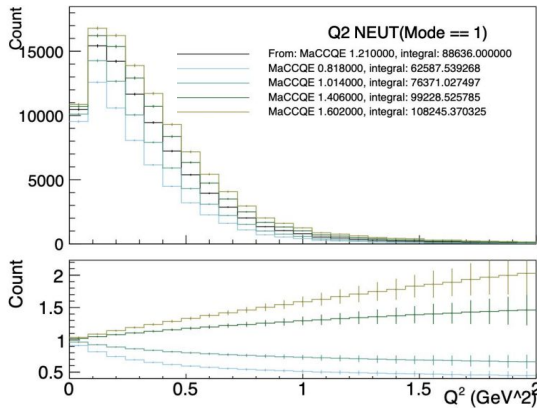 Q2 NEUT(Mode == 1)
From: MaCCQE 1.210000, integral: 88636.000000
MaCCQE 0.818000, integral: 62587.539268
MaCCQE 1.014000, integral: 76371.027497
MaCCQE 1.406000, integral: 99228.525785
MaCCQE 1.602000, integral: 108245.370325
Count
15000
10000
5000
0
Count
2
1.5
1
0.5
0 0.5 1 1.5 2
Q² (GeV^2)